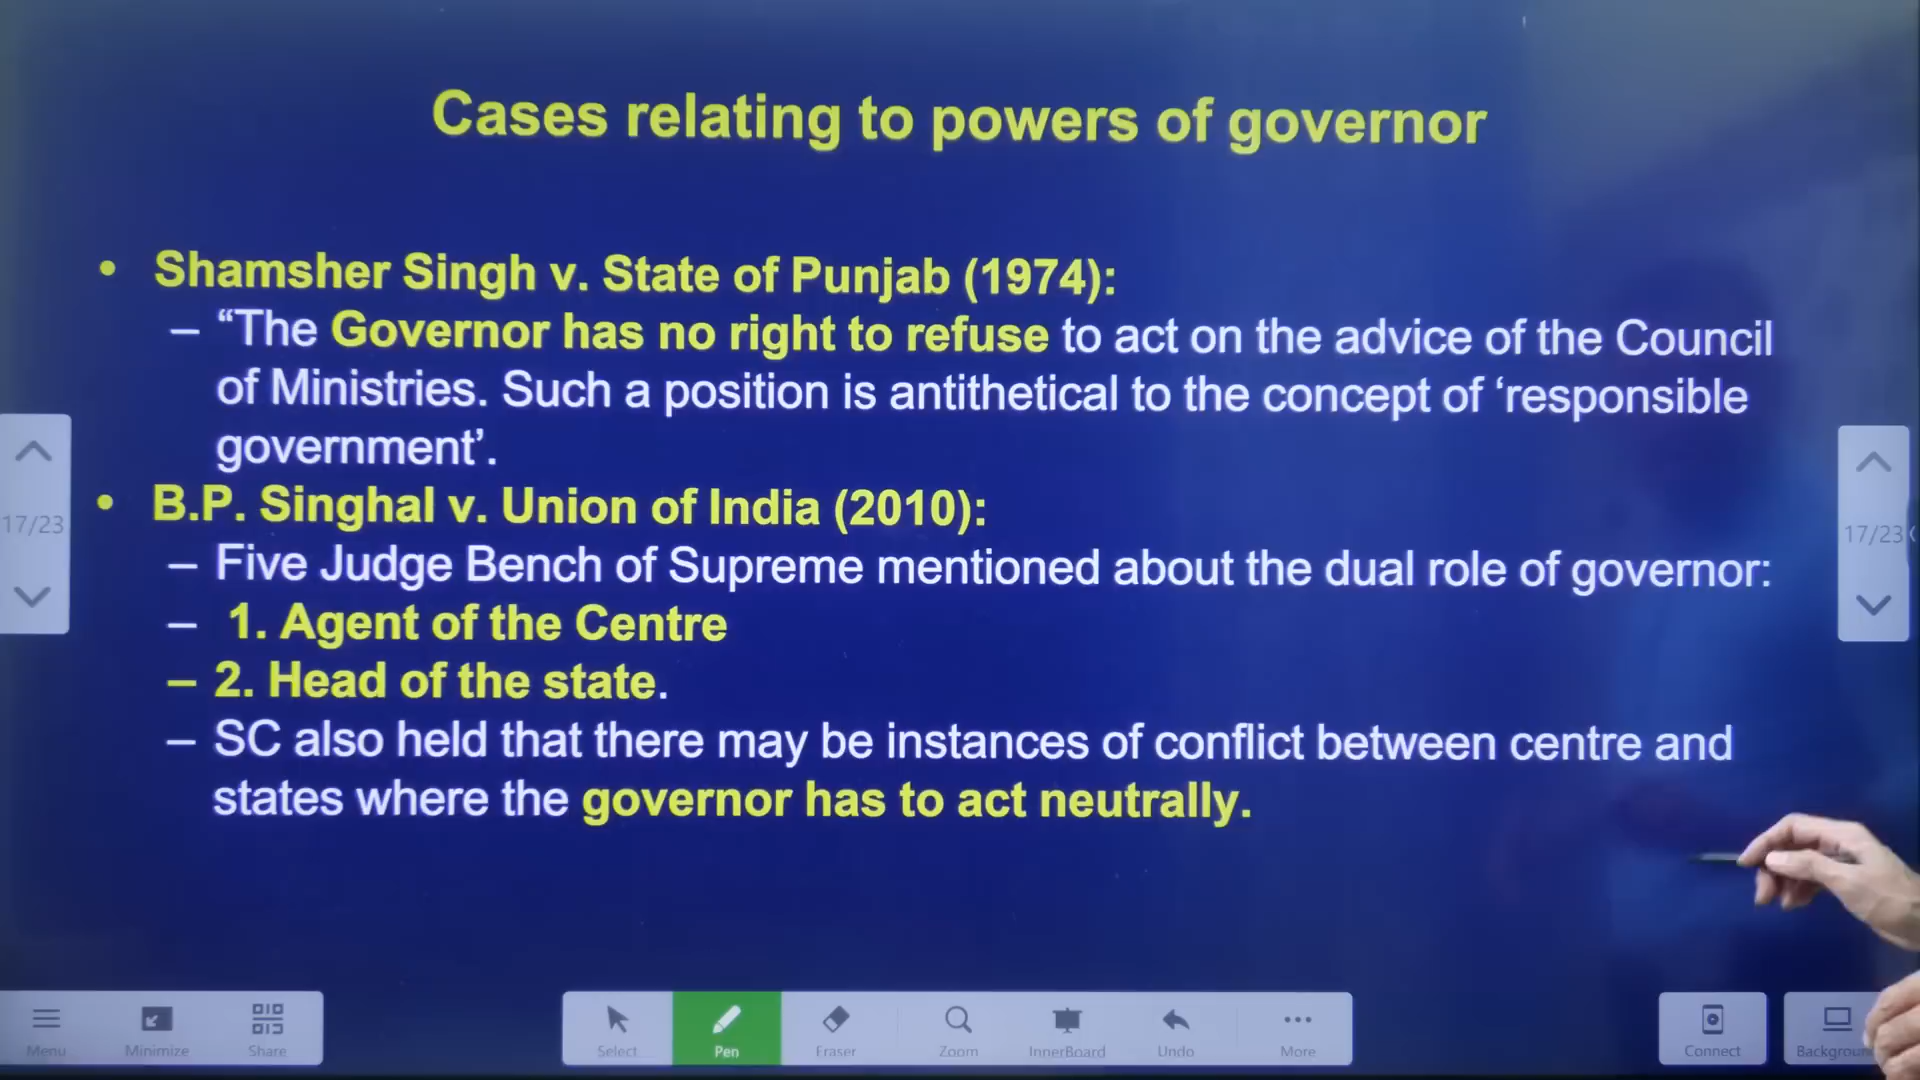 Cases relating to powers of governor
• Shamsher Singh v. State of Punjab (1974):
– “The Governor has no right to refuse to act on the advice of the Council
of Ministries. Such a position is antithetical to the concept of ‘responsible
government’.
• B.P. Singhal v. Union of India (2010):
– Five Judge Bench of Supreme mentioned about the dual role of governor:
– 1. Agent of the Centre
– 2. Head of the state.
– SC also held that there may be instances of conflict between centre and
states where the governor has to act neutrally.
17/23
17/23
Menu
Minimize
Share
Select
Pen
Eraser
Zoom
InnerBoard
Undo
More
Connect